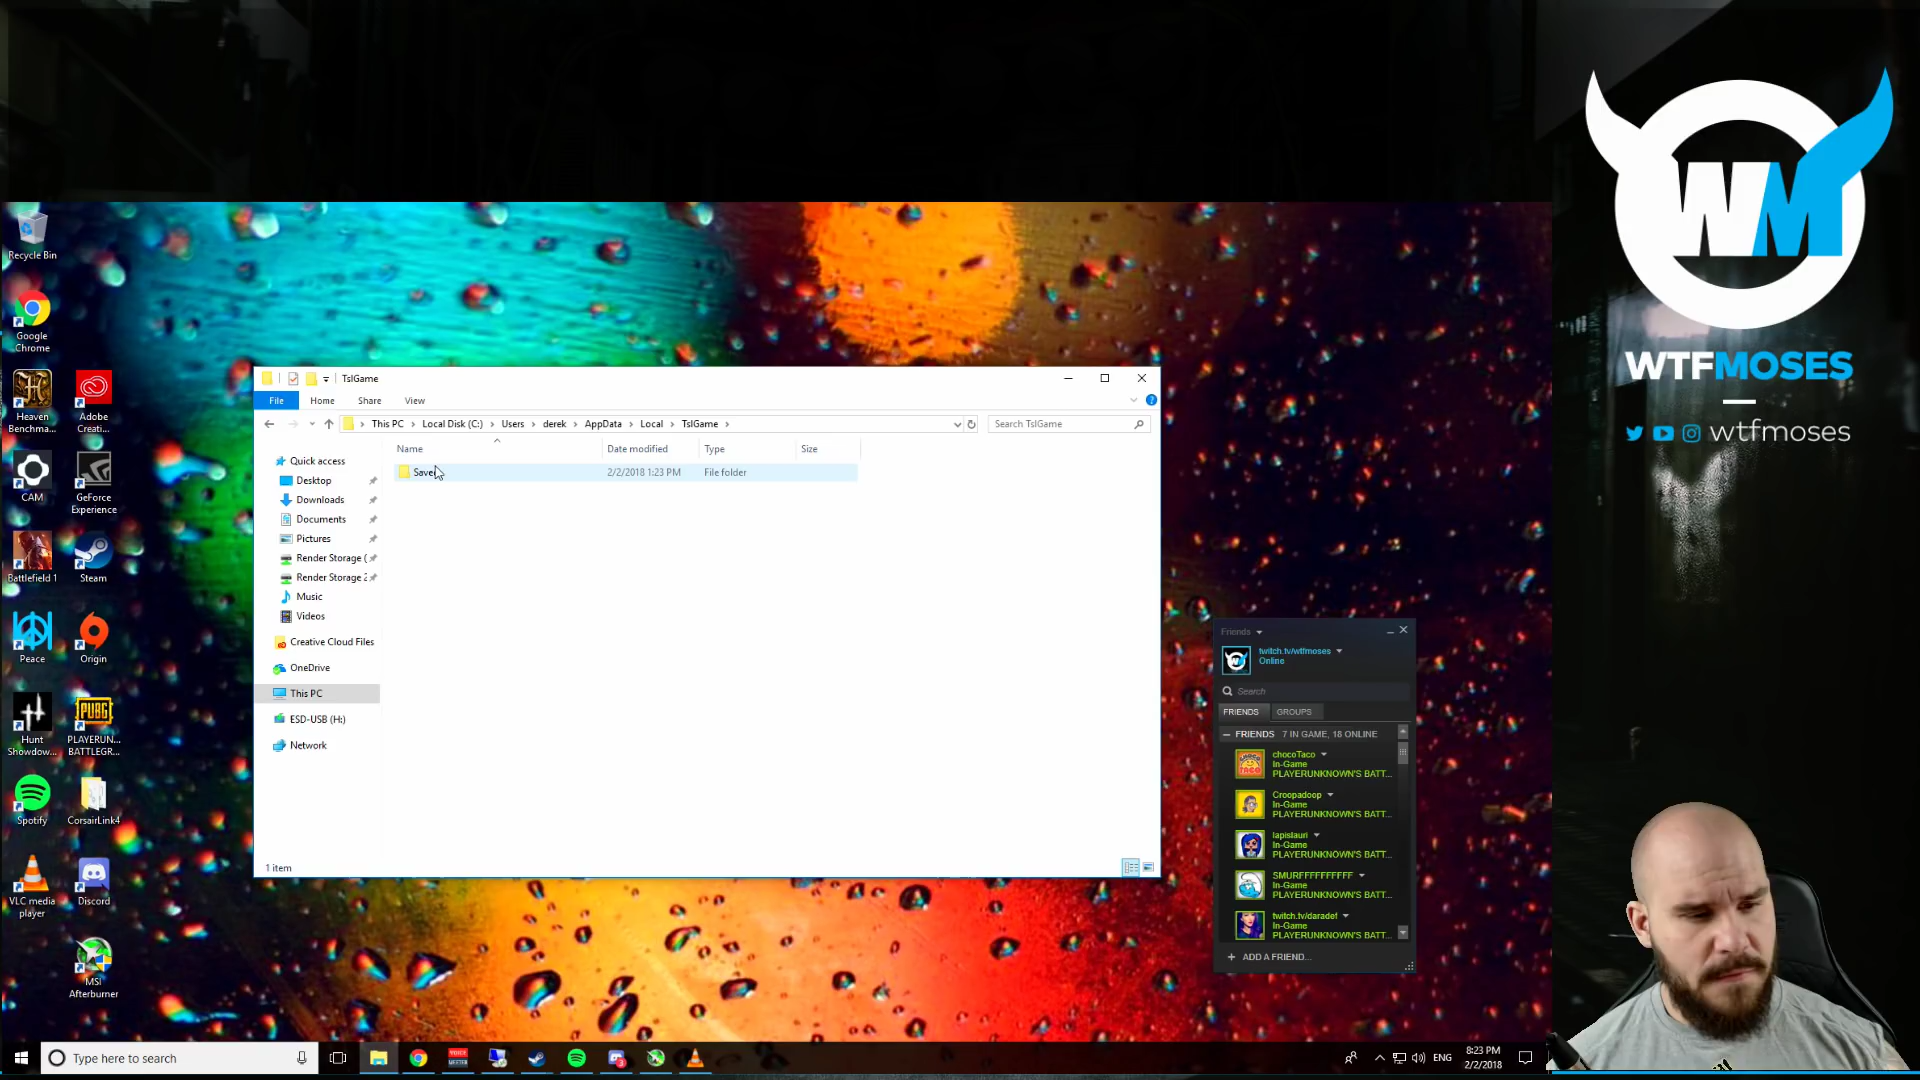 WM
WTFMOSES
wtfmoses
Recycle Bin
Google
Chrome
Heaven
Benchma...
Adobe
Creati...
CAM
GeForce
Experience
Battlefield 1
Steam
Peace
Origin
Hunt
Showdow...
PUBG
PLAYERUN...
BATTLEGR...
Spotify
CorsairLink4
VLC media
player
Discord
MSI
Afterburner
TslGame
File
Home
Share
View
This PC
Local Disk (C:)
Users
derek
AppData
Local
TslGame
Search TslGame
Name
Date modified
Type
Size
2/2/2018 1:23 PM
File folder
Quick access
Desktop
Downloads
Documents
Pictures
Render Storage (
Render Storage 2
Music
Videos
Creative Cloud Files
OneDrive
This PC
ESD-USB (H:)
Network
1 item
Friends
twitch.tv/wtfmoses
Online
Search
FRIENDS
GROUPS
FRIENDS 7 IN GAME, 18 ONLINE
chocoTaco
In-Game
PLAYERUNKNOWN'S BATT...
Croopadoop
In-Game
PLAYERUNKNOWN'S BATT...
lapislauri
In-Game
PLAYERUNKNOWN'S BATT...
SMURFFFFFFFFFF
In-Game
PLAYERUNKNOWN'S BATT...
twitch.tv/daradef
In-Game
PLAYERUNKNOWN'S BATT...
+ ADD A FRIEND...
Type here to search
ENG
8:23 PM
2/2/2018